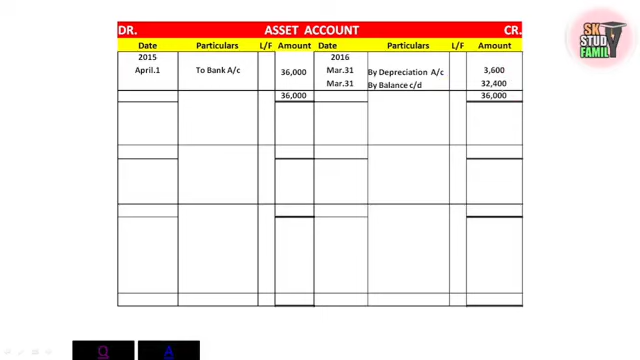 DR. ASSET ACCOUNT CR.
Date Particulars L/F Amount Date Particulars L/F Amount
2015 2016
April.1 To Bank A/c 36,000 Mar.31 By Depreciation A/c 3,600
Mar.31 By Balance c/d 32,400
36,000 36,000
SK
STUD
FAMIL
Q A